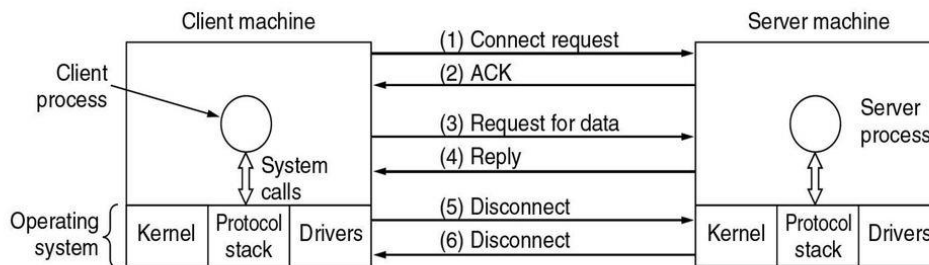 Client machine
Server machine
(1) Connect request
(2) ACK
Client
process
(3) Request for data
Server
process
(4) Reply
System
calls
(5) Disconnect
Operating
system
Kernel
Protocol
stack
Drivers
(6) Disconnect
Kernel
Protocol
stack
Drivers